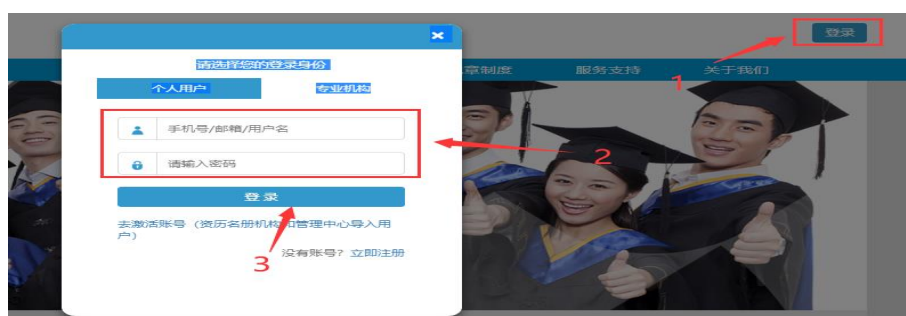 登录
请选择您的登录身份
章制度 服务支持 关于我们
1
个人用户 专业机构
手机号/邮箱/用户名
2
请输入密码
登 录
去激活账号（资历名册机构和管理中心导入用
户）
没有账号？立即注册
3